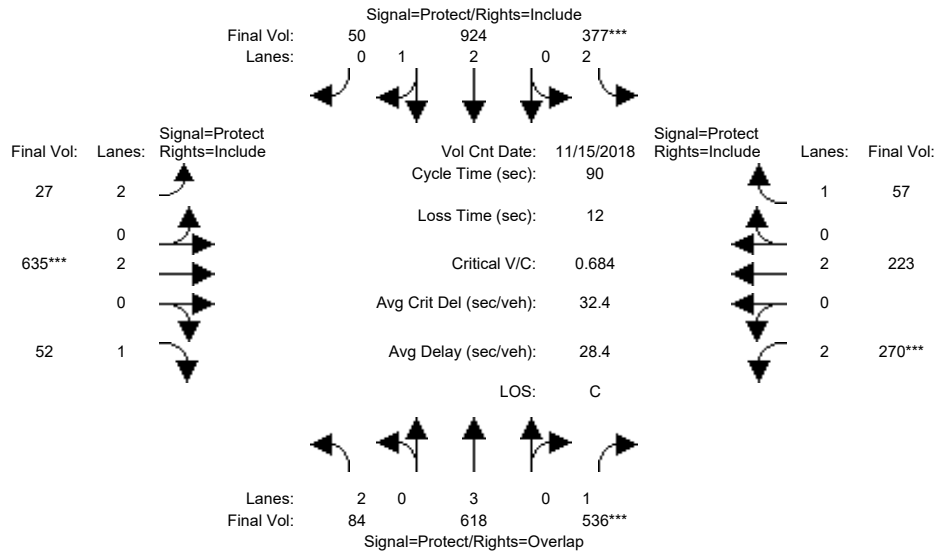 Signal=Protect/Rights=Include
Final Vol: 50 924 377***
Lanes: 0 1 2 0 2
Signal=Protect
Final Vol: Lanes: Rights=Include Vol Cnt Date: 11/15/2018 Signal=Protect
Rights=Include Lanes: Final Vol:
Cycle Time (sec): 90
27 2 1 57
Loss Time (sec): 12
0 0
635*** 2 Critical V/C: 0.684 2 223
0 Avg Crit Del (sec/veh): 32.4 0
52 1 Avg Delay (sec/veh): 28.4 2 270***
LOS: C
Lanes: 2 0 3 0 1
Final Vol: 84 618 536***
Signal=Protect/Rights=Overlap